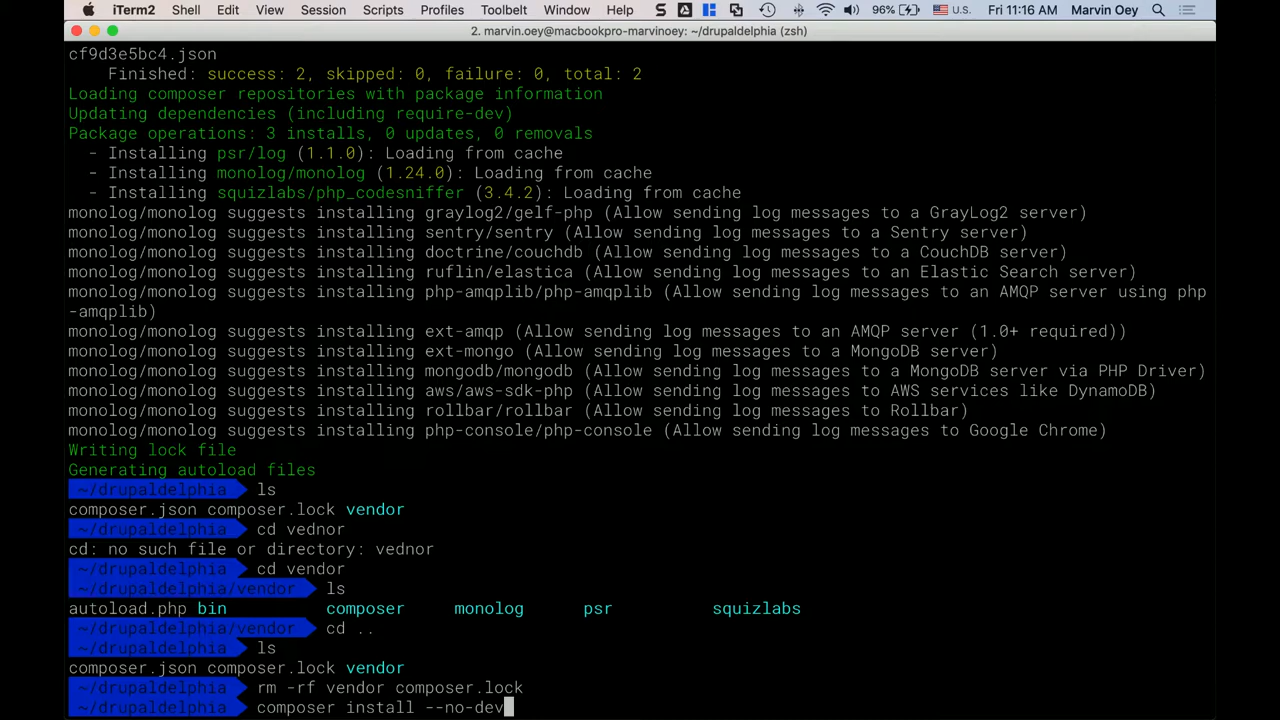 iTerm2 Shell Edit View Session Scripts Profiles Toolbelt Window Help 96% U.S. Fri 11:16 AM Marvin Oey
2. marvin.oey@macbookpro-marvinoey: ~/drupaldelphia (zsh)
cf9d3e5bc4.json
Finished: success: 2, skipped: 0, failure: 0, total: 2
Loading composer repositories with package information
Updating dependencies (including require-dev)
Package operations: 3 installs, 0 updates, 0 removals
- Installing psr/log (1.1.0): Loading from cache
- Installing monolog/monolog (1.24.0): Loading from cache
- Installing squizlabs/php_codesniffer (3.4.2): Loading from cache
monolog/monolog suggests installing graylog2/gelf-php (Allow sending log messages to a GrayLog2 server)
monolog/monolog suggests installing sentry/sentry (Allow sending log messages to a Sentry server)
monolog/monolog suggests installing doctrine/couchdb (Allow sending log messages to a CouchDB server)
monolog/monolog suggests installing ruflin/elastica (Allow sending log messages to an Elastic Search server)
monolog/monolog suggests installing php-amqplib/php-amqplib (Allow sending log messages to an AMQP server using php
-amqplib)
monolog/monolog suggests installing ext-amqp (Allow sending log messages to an AMQP server (1.0+ required))
monolog/monolog suggests installing ext-mongo (Allow sending log messages to a MongoDB server)
monolog/monolog suggests installing mongodb/mongodb (Allow sending log messages to a MongoDB server via PHP Driver)
monolog/monolog suggests installing aws/aws-sdk-php (Allow sending log messages to AWS services like DynamoDB)
monolog/monolog suggests installing rollbar/rollbar (Allow sending log messages to Rollbar)
monolog/monolog suggests installing php-console/php-console (Allow sending log messages to Google Chrome)
Writing lock file
Generating autoload files
~/drupaldelphia ls
composer.json composer.lock vendor
~/drupaldelphia cd vednor
cd: no such file or directory: vednor
~/drupaldelphia cd vendor
~/drupaldelphia/vendor ls
autoload.php bin composer monolog psr squizlabs
~/drupaldelphia/vendor cd ..
~/drupaldelphia ls
composer.json composer.lock vendor
~/drupaldelphia rm -rf vendor composer.lock
~/drupaldelphia composer install --no-dev